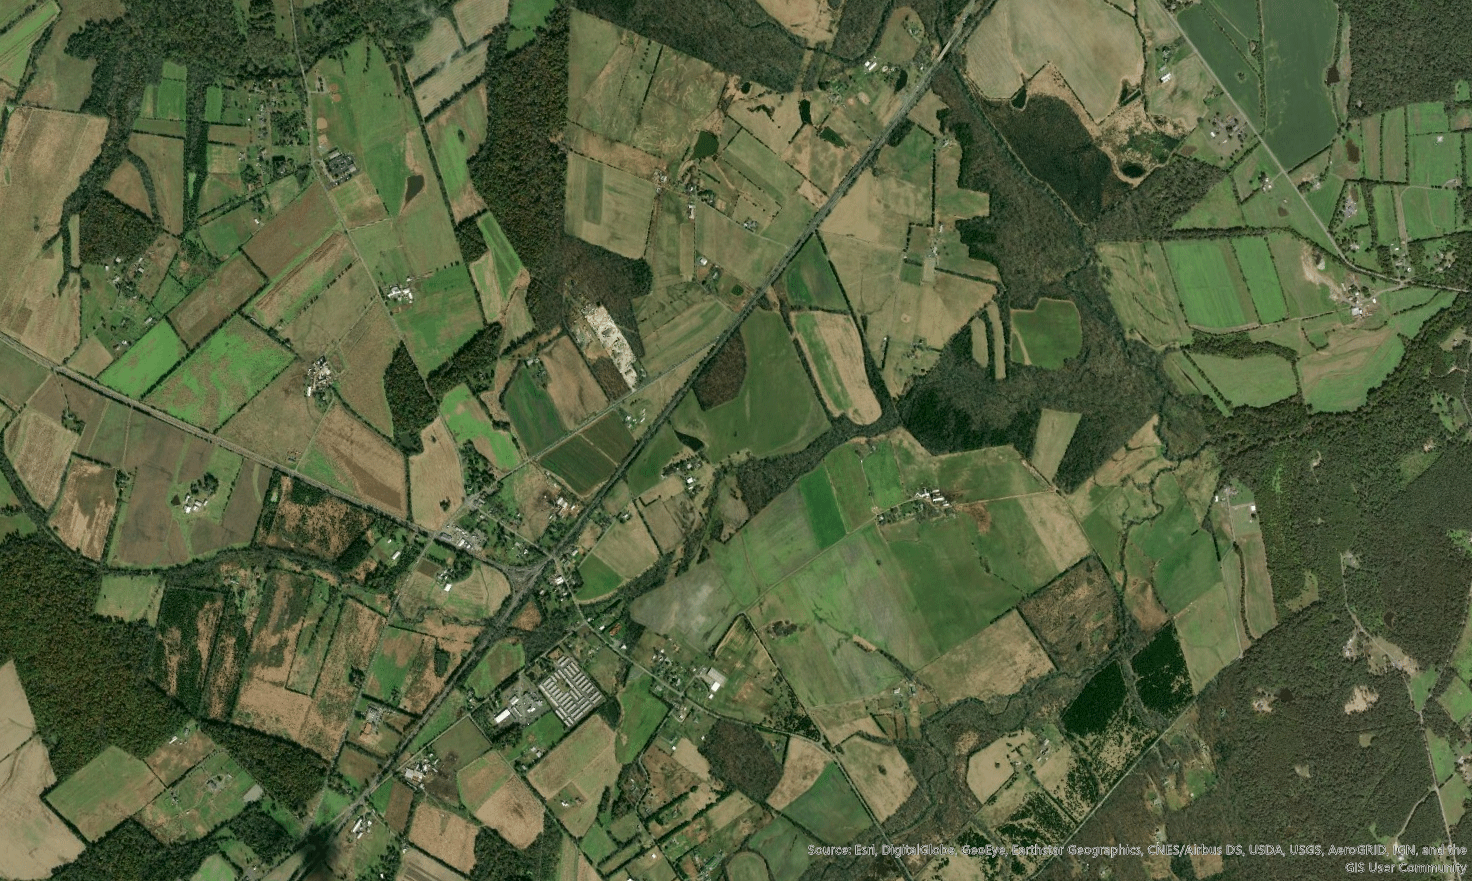 Source: Esri, DigitalGlobe, GeoEye, Earthstar Geographics, CNES/Airbus DS, USDA, USGS, AeroGRID, IGN, and the
GIS User Community